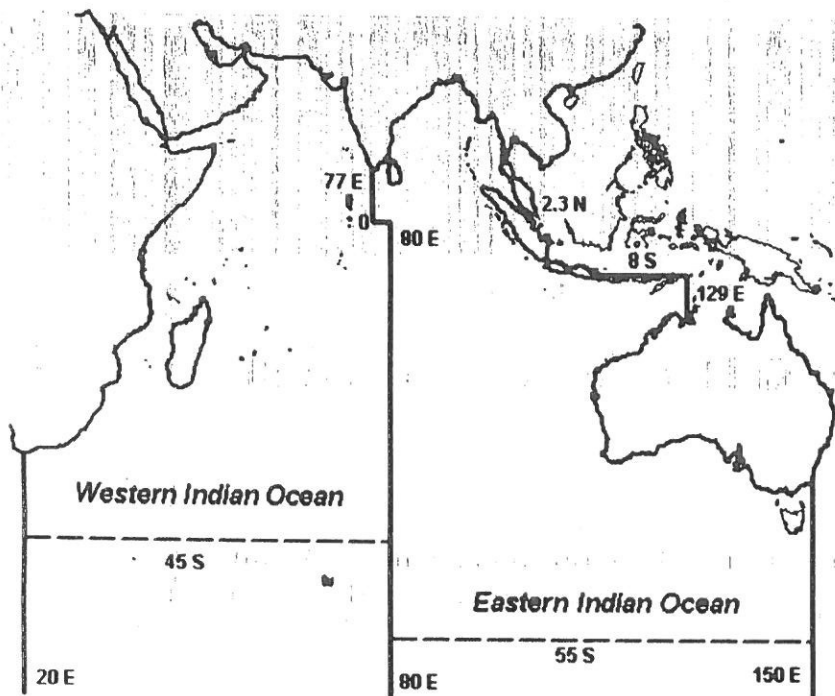 77 E
2.3 N
0
80 E
8 S
129 E
Western Indian Ocean
45 S
Eastern Indian Ocean
55 S
20 E
80 E
150 E